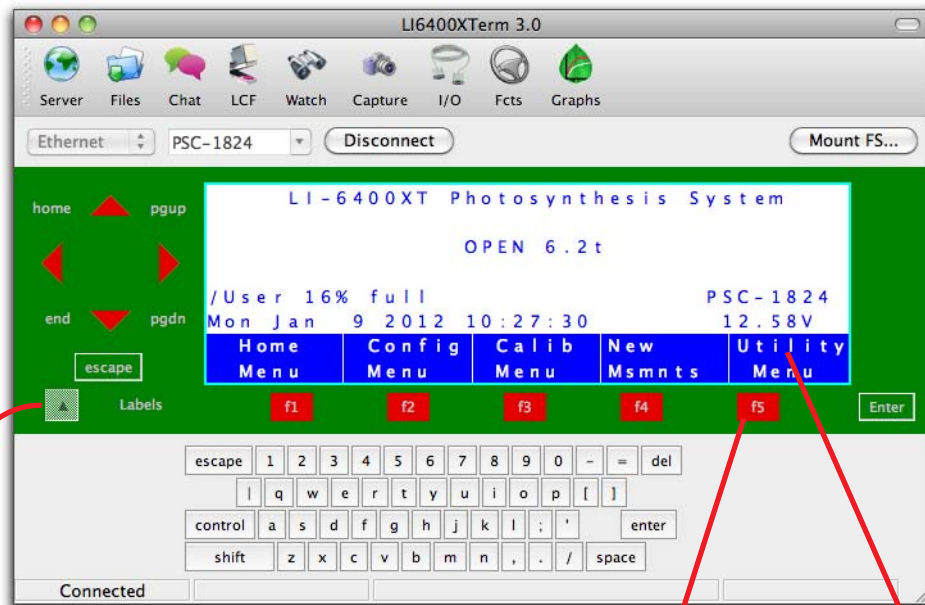 LI6400XTerm 3.0
Server Files Chat LCF Watch Capture I/O Fcts Graphs
Ethernet PSC-1824 Disconnect Mount FS...
LI-6400XT Photosynthesis System
home pgup
OPEN 6.2t
/User 16% full PSC-1824
end pgdn Mon Jan 9 2012 10:27:30 12.58V
Home Config Calib New Utility
escape Menu Menu Menu Msmnts Menu
Labels f1 f2 f3 f4 f5 Enter
escape 1 2 3 4 5 6 7 8 9 0 - = del
| q w e r t y u i o p [ ]
control a s d f g h j k l ; ' enter
shift z x c v b m n , . / space
Connected